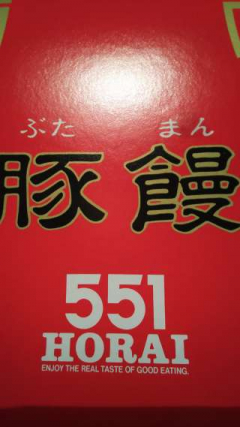 ぶた まん
豚饅
551
HORAI
ENJOY THE REAL TASTE OF GOOD EATING.